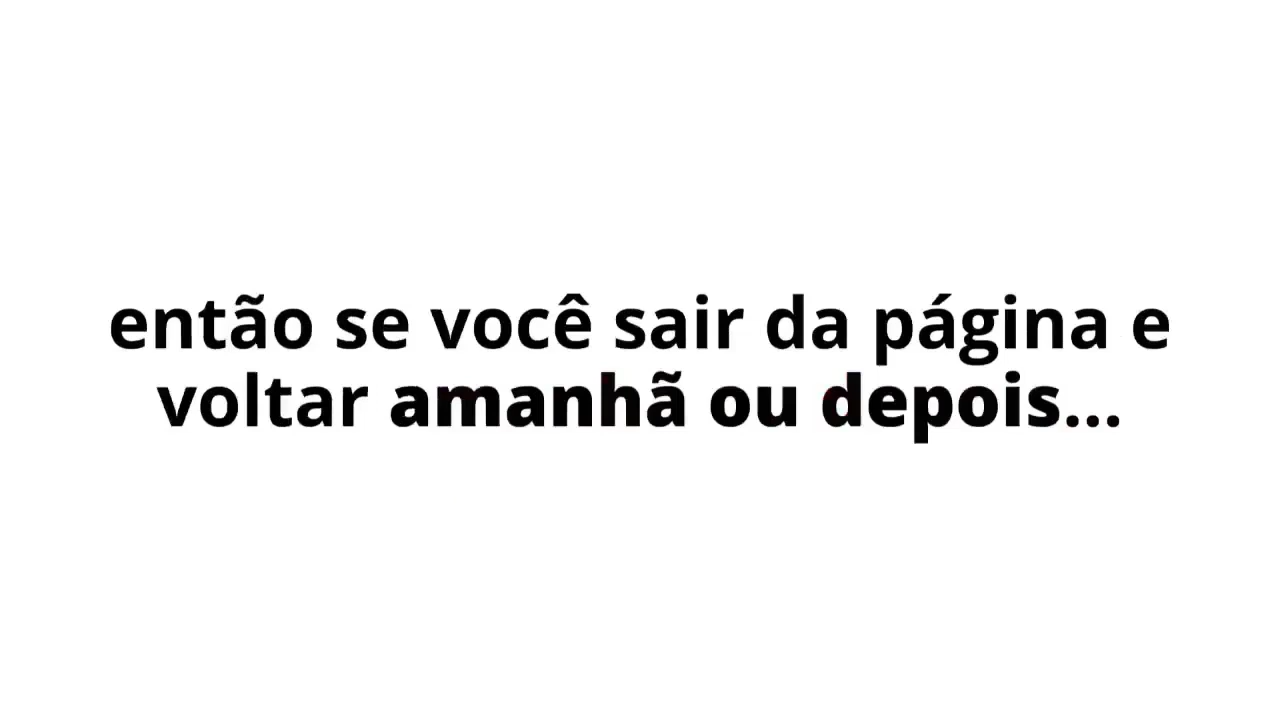 então se você sair da página e
voltar amanhã ou depois...